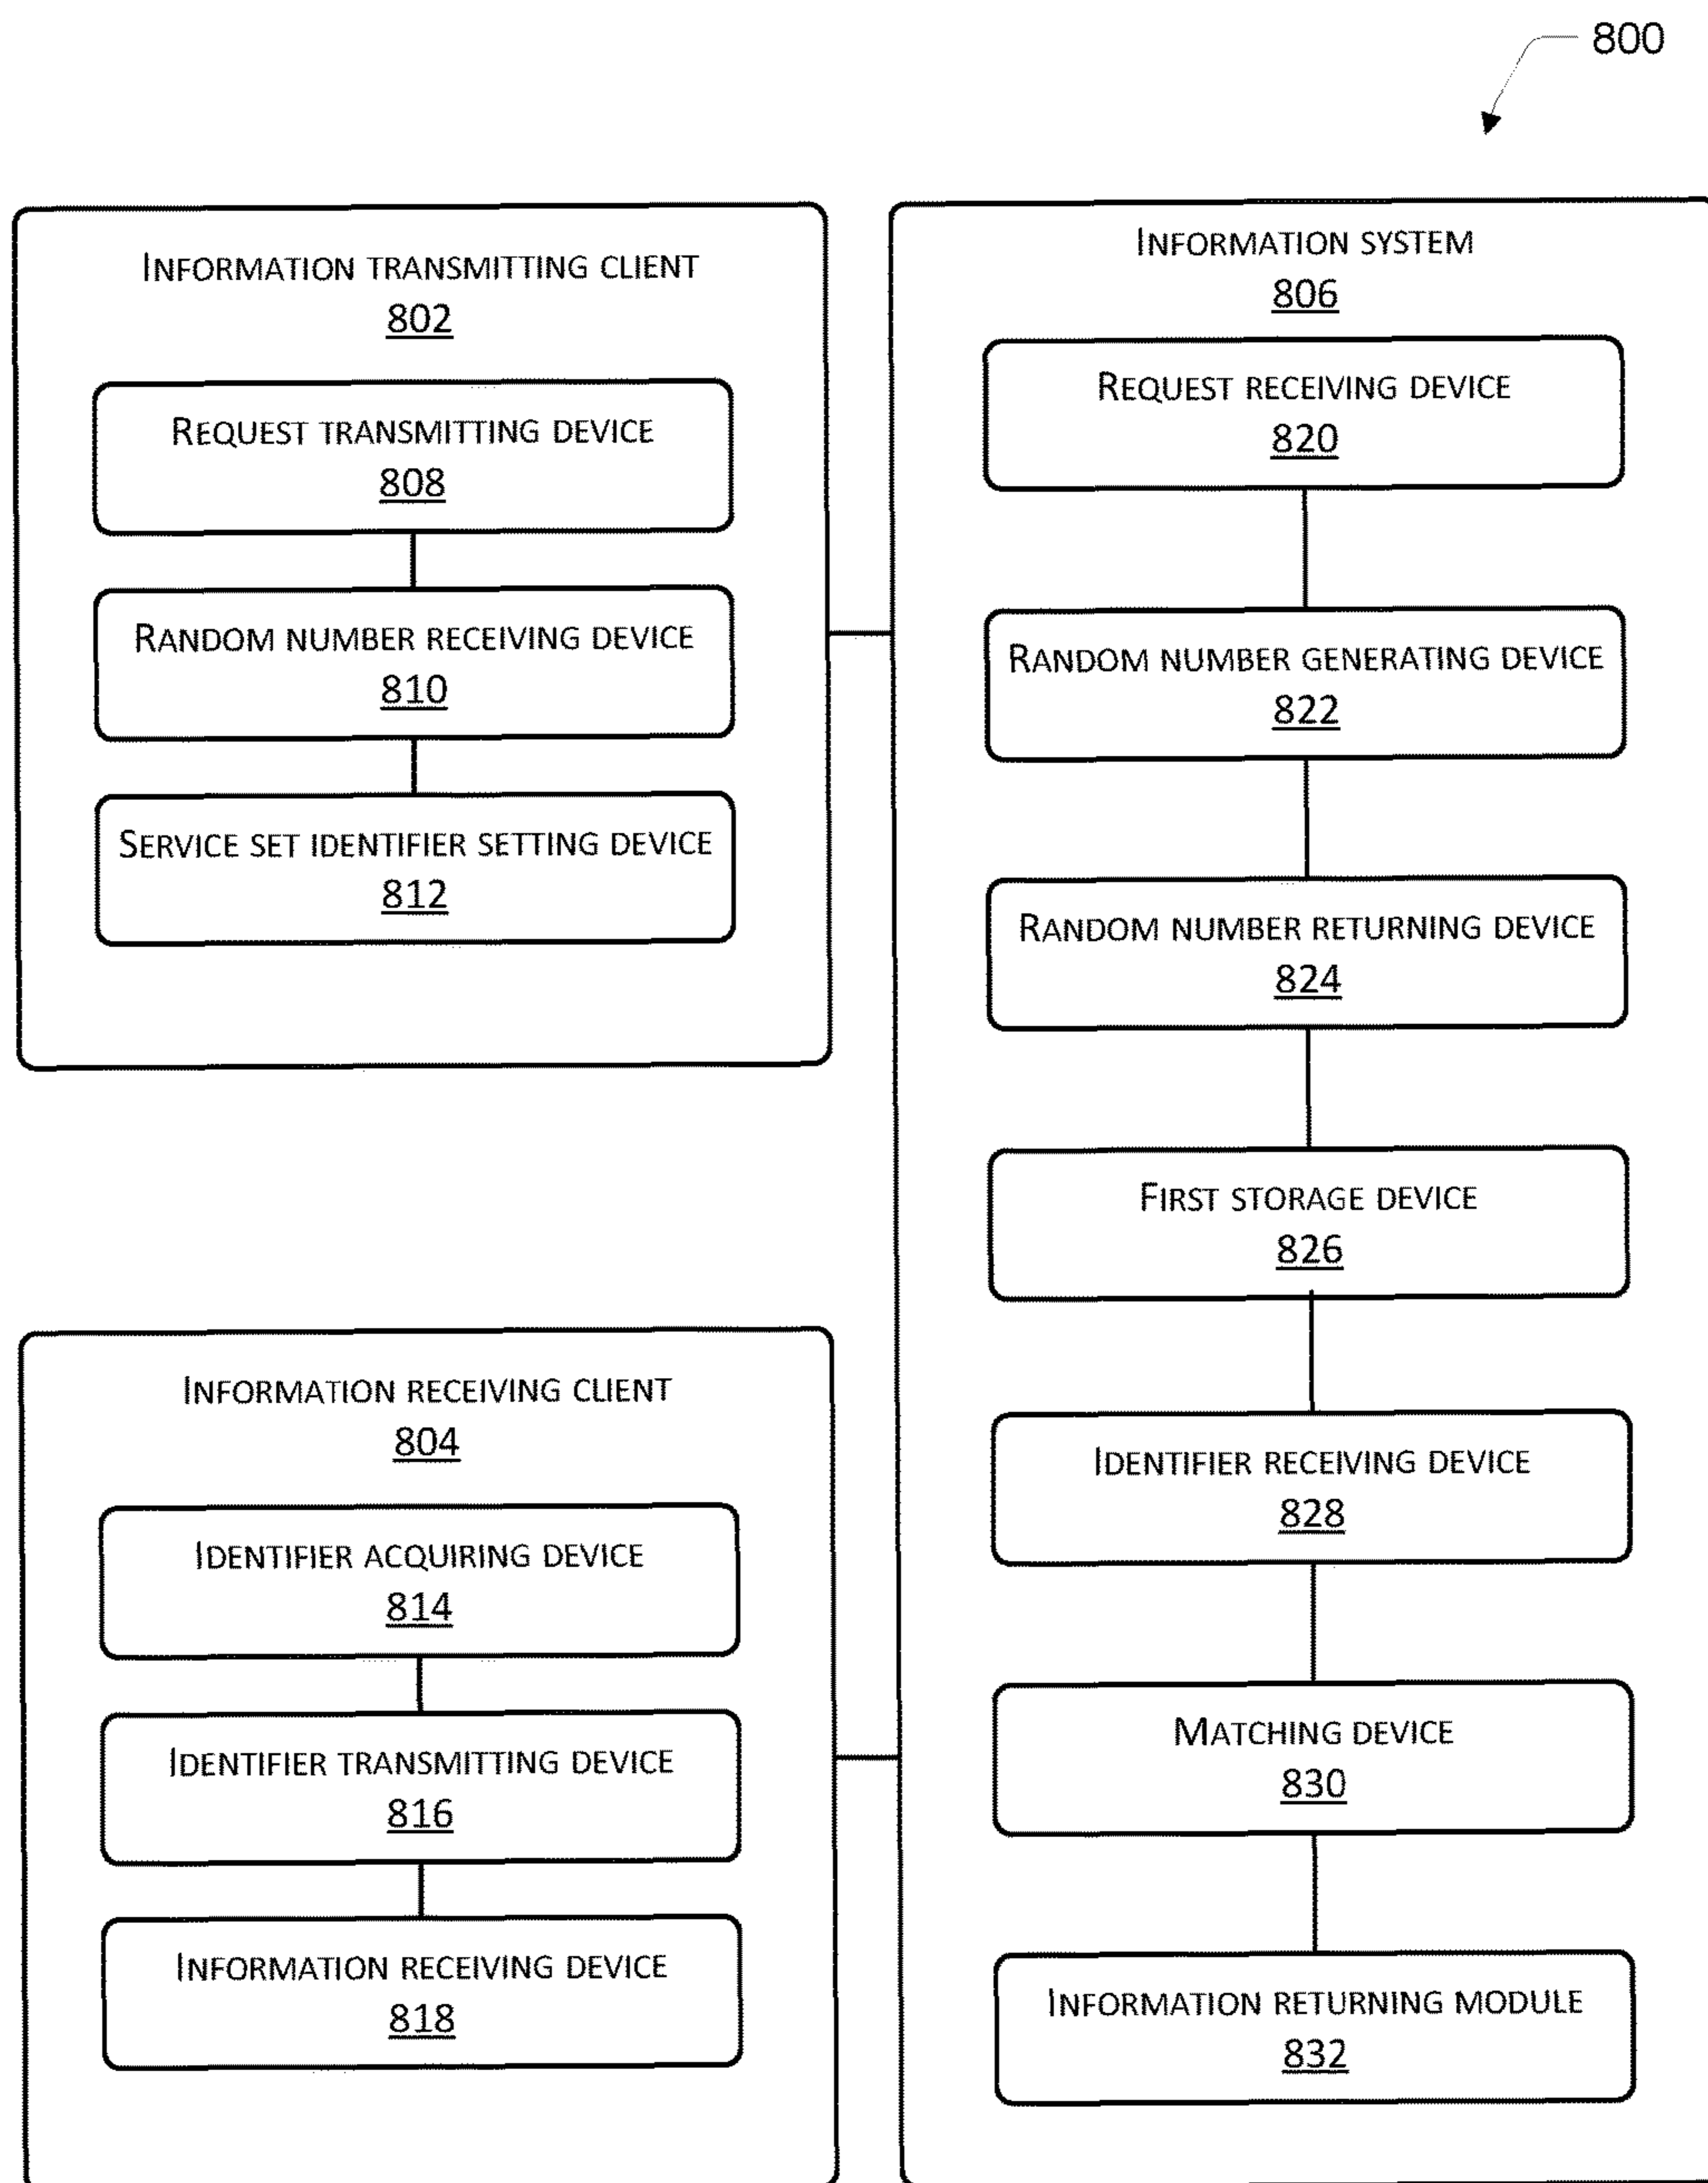 800
INFORMATION TRANSMITTING CLIENT
802
REQUEST TRANSMITTING DEVICE
808
RANDOM NUMBER RECEIVING DEVICE
810
SERVICE SET IDENTIFIER SETTING DEVICE
812
INFORMATION RECEIVING CLIENT
804
IDENTIFIER ACQUIRING DEVICE
814
IDENTIFIER TRANSMITTING DEVICE
816
INFORMATION RECEIVING DEVICE
818
INFORMATION SYSTEM
806
REQUEST RECEIVING DEVICE
820
RANDOM NUMBER GENERATING DEVICE
822
RANDOM NUMBER RETURNING DEVICE
824
FIRST STORAGE DEVICE
826
IDENTIFIER RECEIVING DEVICE
828
MATCHING DEVICE
830
INFORMATION RETURNING MODULE
832